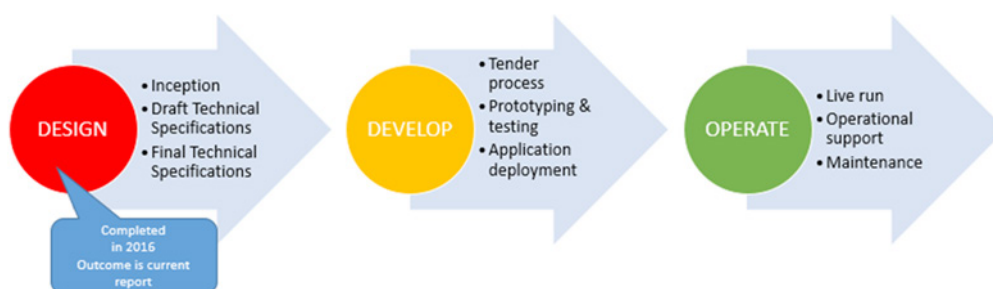 DESIGN
• Inception
• Draft Technical
Specifications
• Final Technical
Specifications
Completed
in 2016
Outcome is current
report
DEVELOP
• Tender
process
• Prototyping &
testing
• Application
deployment
OPERATE
• Live run
• Operational
support
• Maintenance